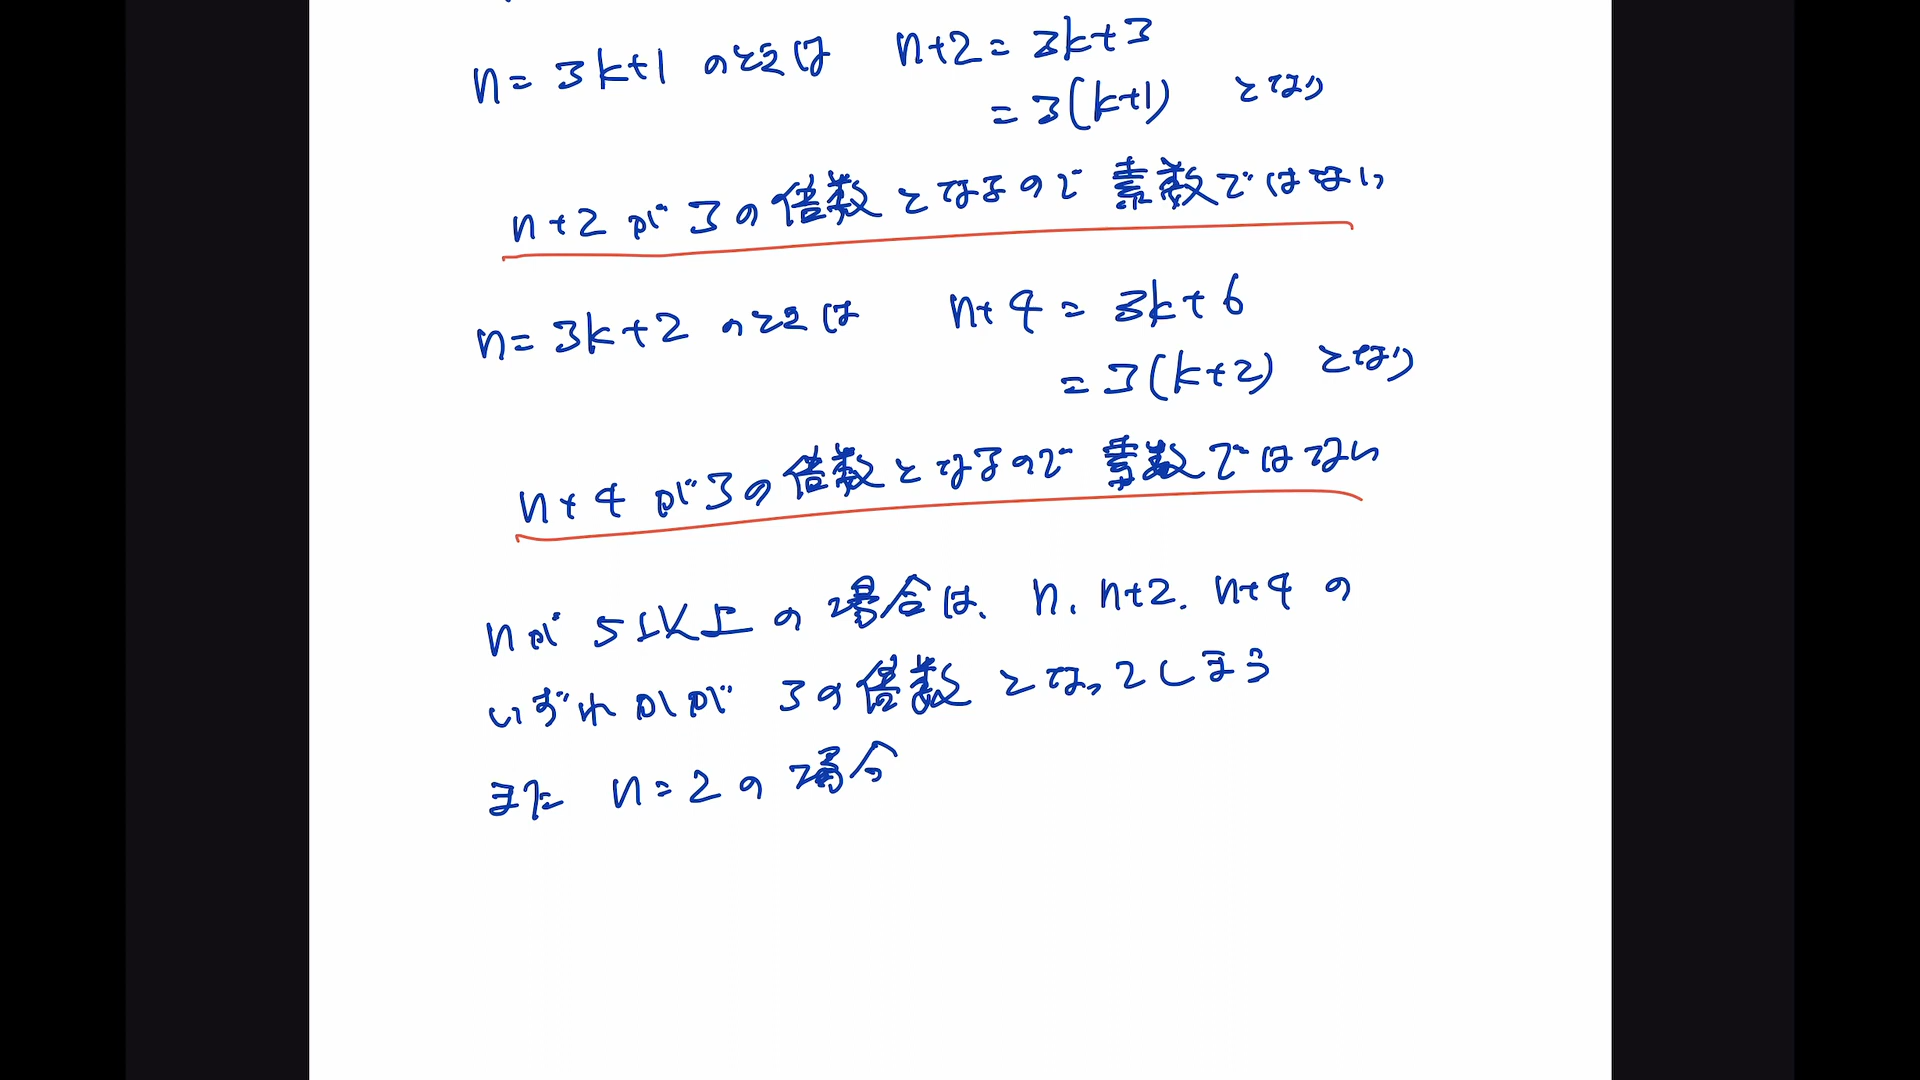 n=3k+1 のときは n+2=3k+3
=3(k+1) となり
n+2が3の倍数となるので素数ではない
n=3k+2 のときは n+4=3k+6
=3(k+2) となり
n+4が3の倍数となるので素数ではない
nが5以上の場合は、n、n+2、n+4の
いずれかが3の倍数となってしまう
また n=2の場合